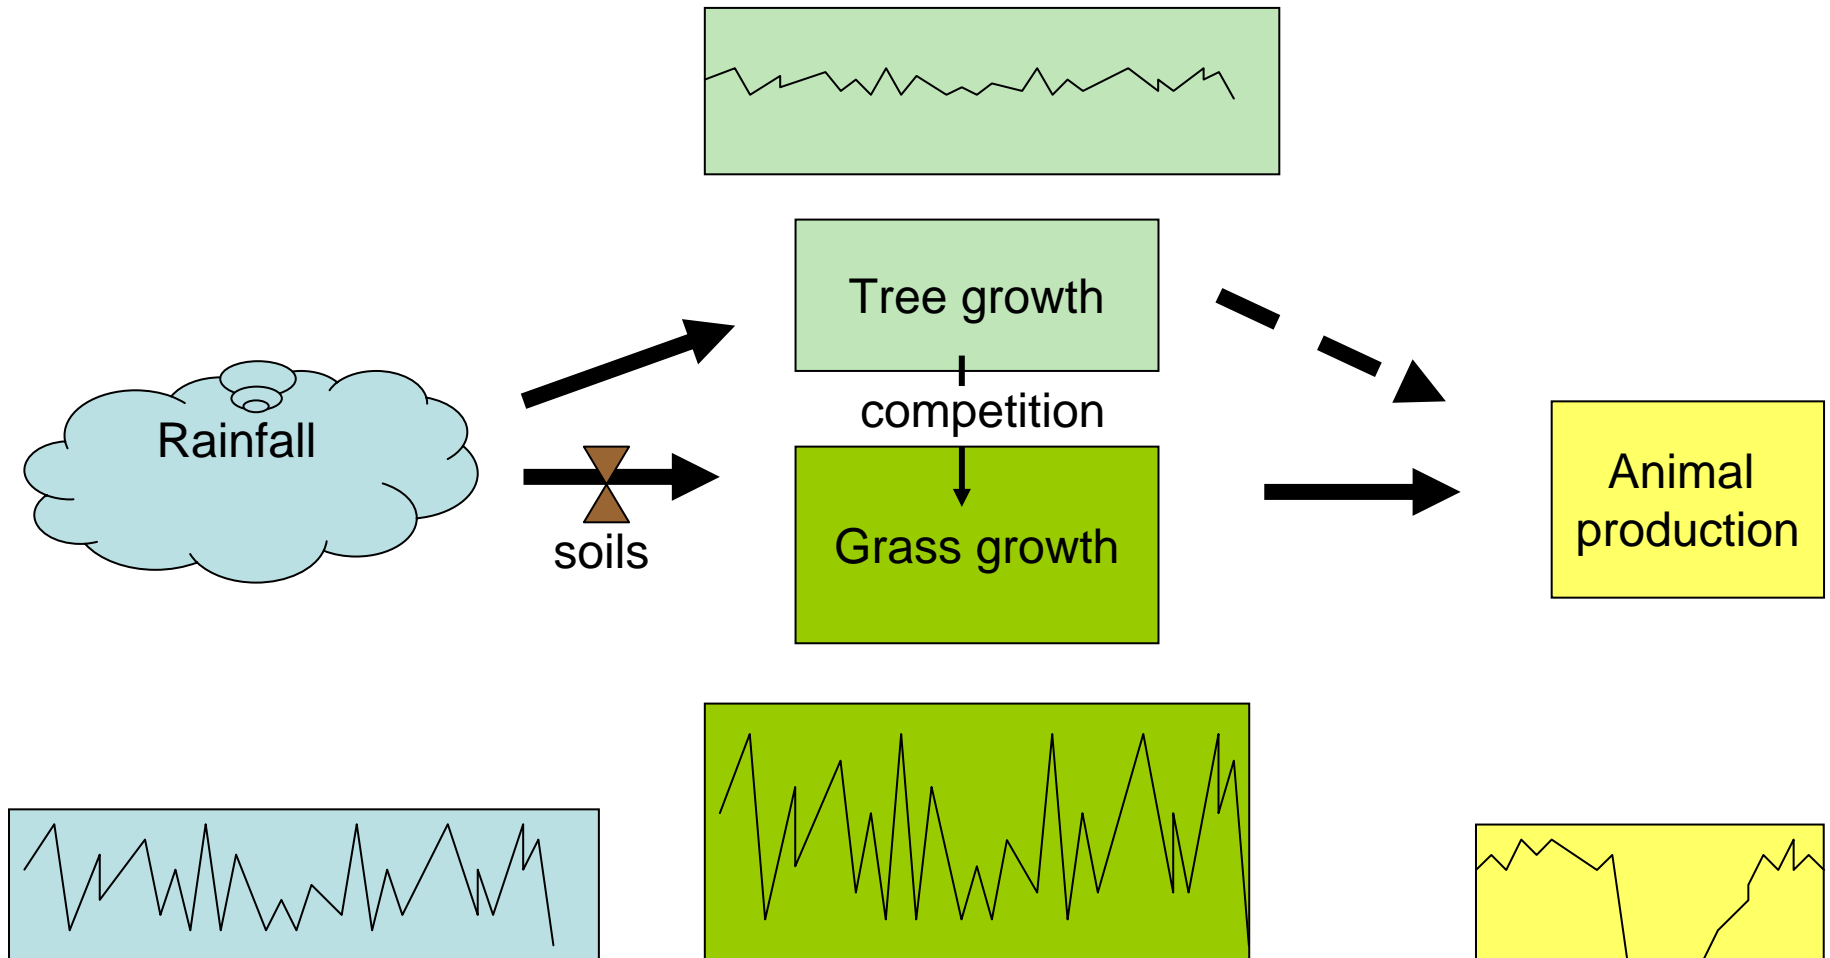 Tree growth
competition
Rainfall
soils
Grass growth
Animal
production